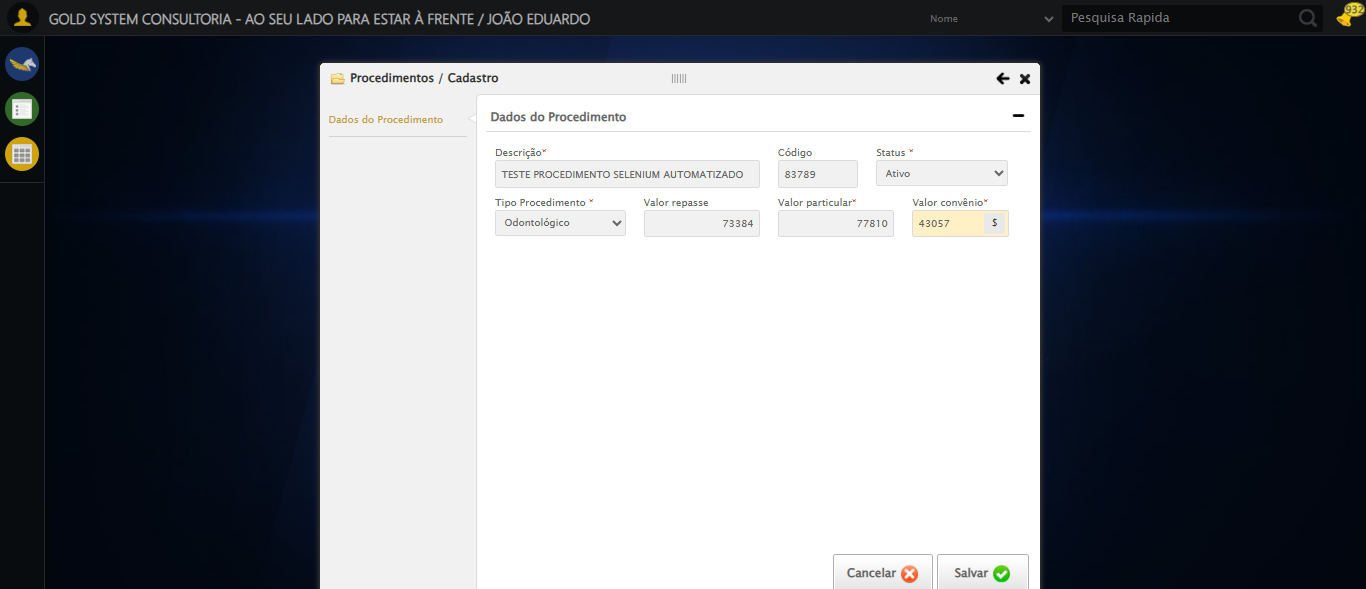 GOLD SYSTEM CONSULTORIA - AO SEU LADO PARA ESTAR À FRENTE / JOÃO EDUARDO
Nome
Pesquisa Rapida
932
Procedimentos / Cadastro
Dados do Procedimento
Dados do Procedimento
Descrição* Código Status *
TESTE PROCEDIMENTO SELENIUM AUTOMATIZADO 83789 Ativo
Tipo Procedimento * Valor repasse Valor particular* Valor convênio*
Odontológico 73384 77810 43057 $
Cancelar Salvar